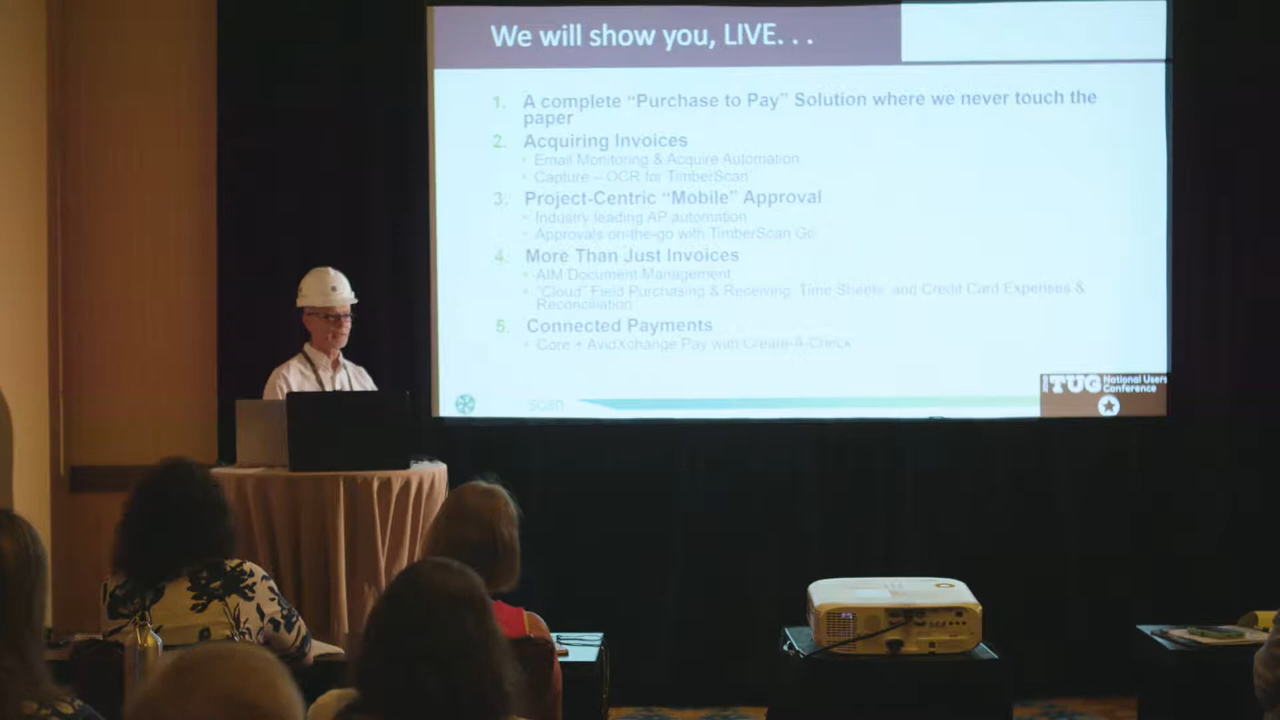 We will show you, LIVE. . .
1. A complete “Purchase to Pay” Solution where we never touch the
paper
2. Acquiring Invoices
Email Monitoring & Acquire Automation
Capture – OCR for TimberScan
3. Project-Centric “Mobile” Approval
Industry leading AP automation
Approvals on-the-go with TimberScan Go
4. More Than Just Invoices
AIM Document Management
“Cloud” Field Purchasing & Receiving, Time Sheets, and Credit Card Expenses &
Reconciliation
5. Connected Payments
Core + AvidXchange Pay with Create-A-Check
scan
TUG National Users
Conference